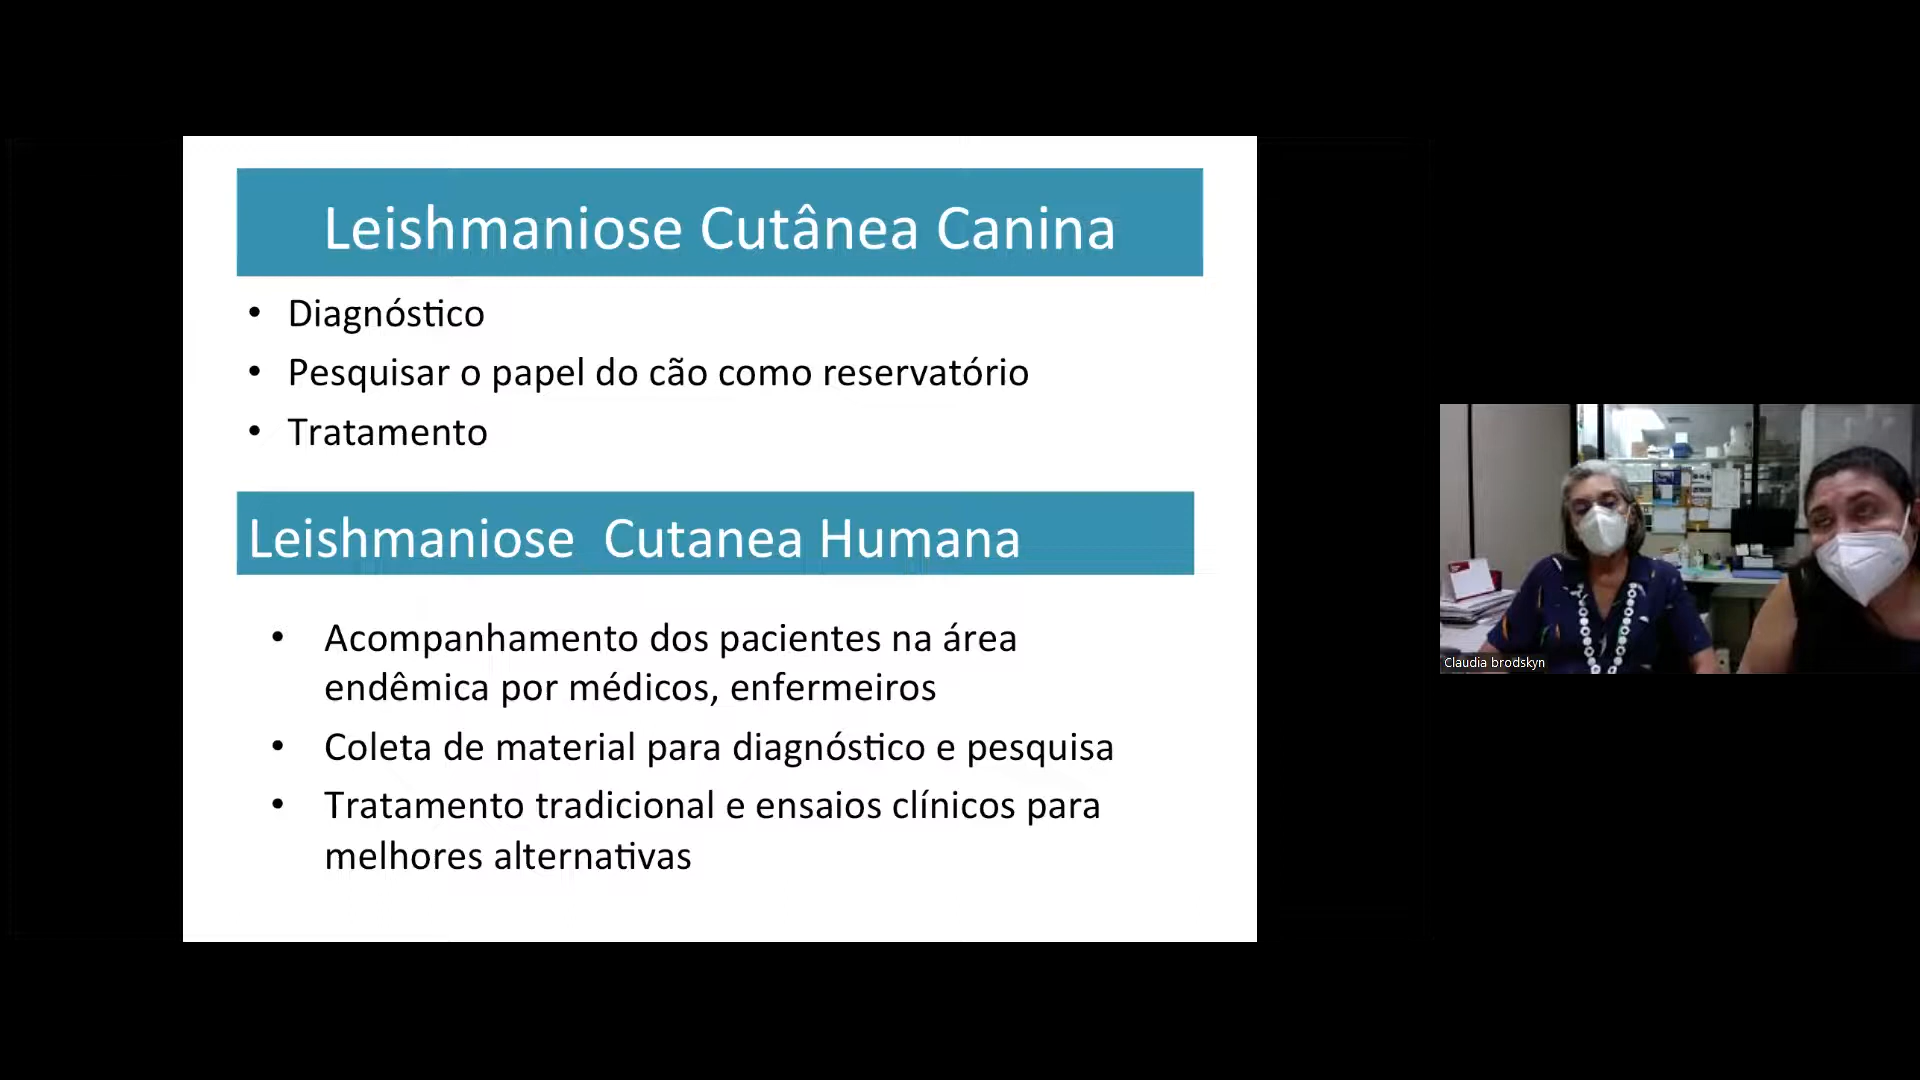 Leishmaniose Cutânea Canina
• Diagnóstico
• Pesquisar o papel do cão como reservatório
• Tratamento
Leishmaniose Cutanea Humana
• Acompanhamento dos pacientes na área
endêmica por médicos, enfermeiros
• Coleta de material para diagnóstico e pesquisa
• Tratamento tradicional e ensaios clínicos para
melhores alternativas
Claudia brodskyn